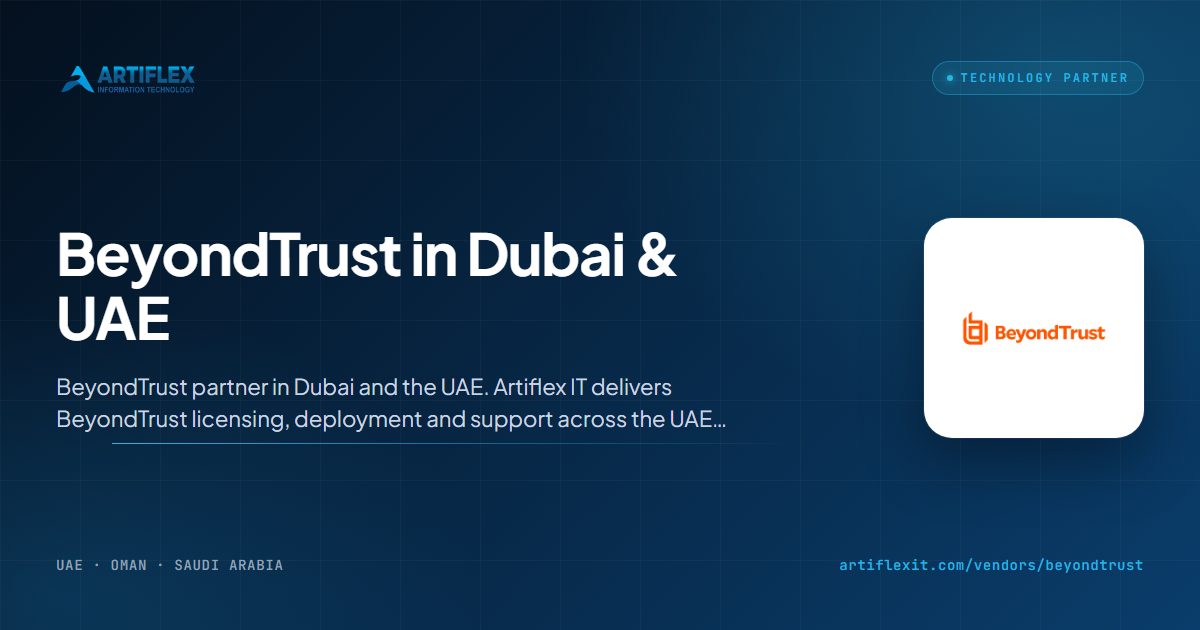 ARTIFLEX
INFORMATION TECHNOLOGY
TECHNOLOGY PARTNER
BeyondTrust in Dubai &
UAE
BeyondTrust partner in Dubai and the UAE. Artiflex IT delivers
BeyondTrust licensing, deployment and support across the UAE…
BeyondTrust
UAE · OMAN · SAUDI ARABIA
artiflexit.com/vendors/beyondtrust